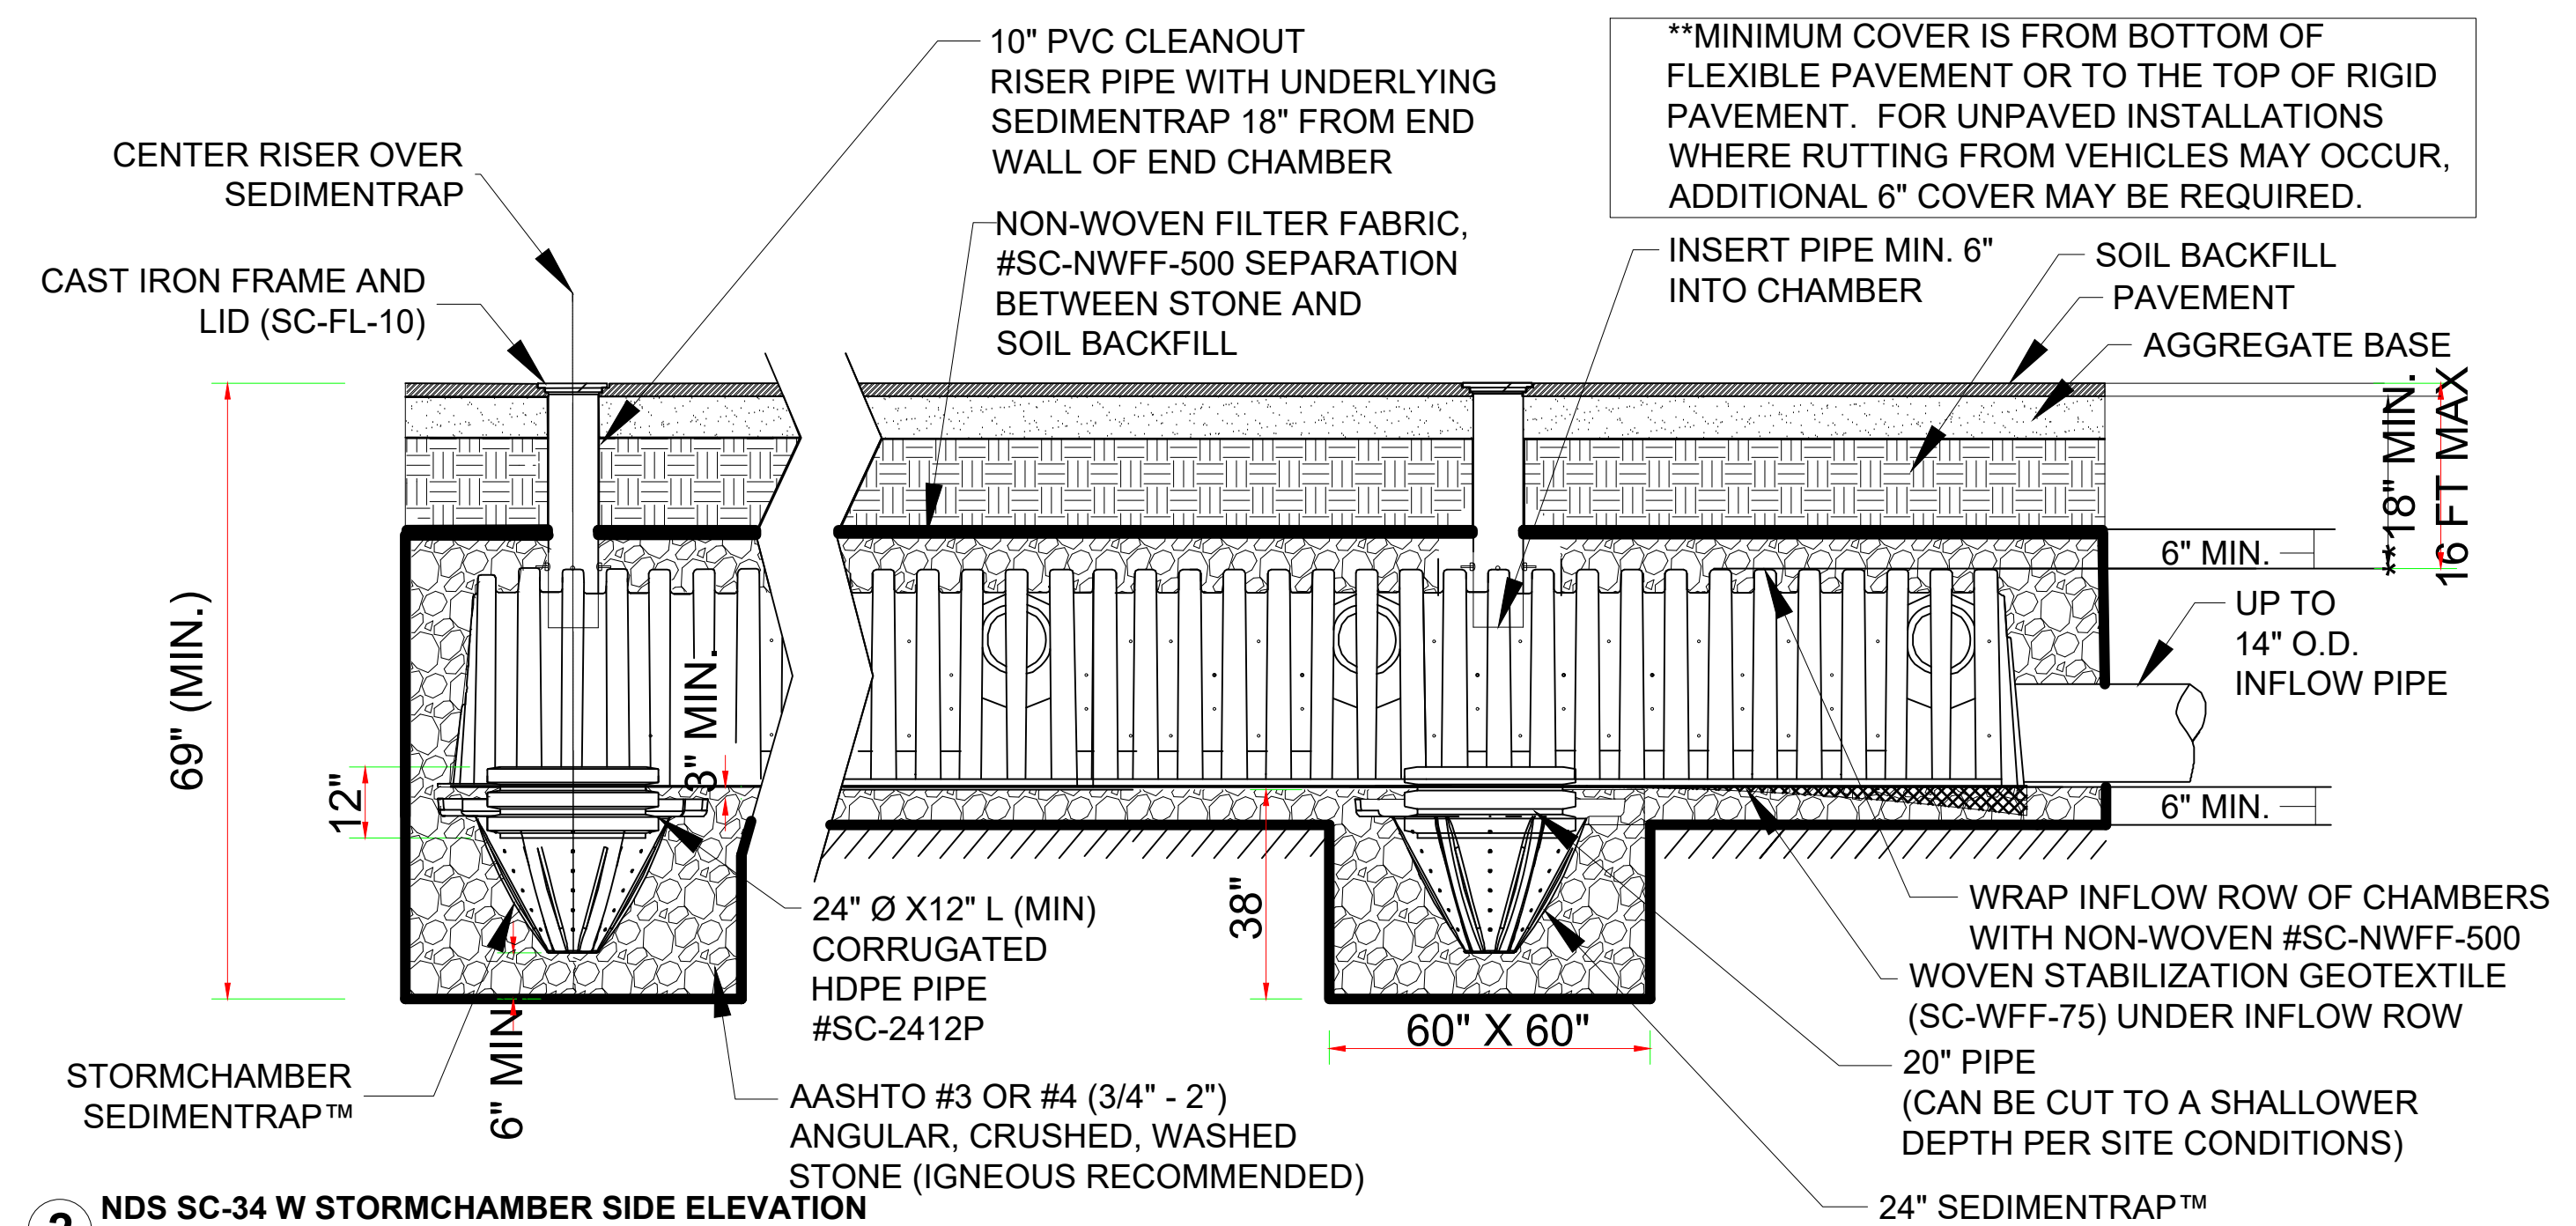 10" PVC CLEANOUT
RISER PIPE WITH UNDERLYING
SEDIMENTRAP 18" FROM END
WALL OF END CHAMBER
**MINIMUM COVER IS FROM BOTTOM OF
FLEXIBLE PAVEMENT OR TO THE TOP OF RIGID
PAVEMENT. FOR UNPAVED INSTALLATIONS
WHERE RUTTING FROM VEHICLES MAY OCCUR,
ADDITIONAL 6" COVER MAY BE REQUIRED.
CENTER RISER OVER
SEDIMENTRAP
CAST IRON FRAME AND
LID (SC-FL-10)
NON-WOVEN FILTER FABRIC,
#SC-NWFF-500 SEPARATION
BETWEEN STONE AND
SOIL BACKFILL
INSERT PIPE MIN. 6"
INTO CHAMBER
SOIL BACKFILL
PAVEMENT
AGGREGATE BASE
**18" MIN.
16 FT MAX
6" MIN.
UP TO
14" O.D.
INFLOW PIPE
69" (MIN.)
12"
3" MIN.
6" MIN.
38"
24" Ø X12" L (MIN)
CORRUGATED
HDPE PIPE
#SC-2412P
WRAP INFLOW ROW OF CHAMBERS
WITH NON-WOVEN #SC-NWFF-500
WOVEN STABILIZATION GEOTEXTILE
(SC-WFF-75) UNDER INFLOW ROW
60" X 60"
6" MIN
20" PIPE
(CAN BE CUT TO A SHALLOWER
DEPTH PER SITE CONDITIONS)
STORMCHAMBER
SEDIMENTRAP™
AASHTO #3 OR #4 (3/4" - 2")
ANGULAR, CRUSHED, WASHED
STONE (IGNEOUS RECOMMENDED)
24" SEDIMENTRAP™
NDS SC-34 W STORMCHAMBER SIDE ELEVATION